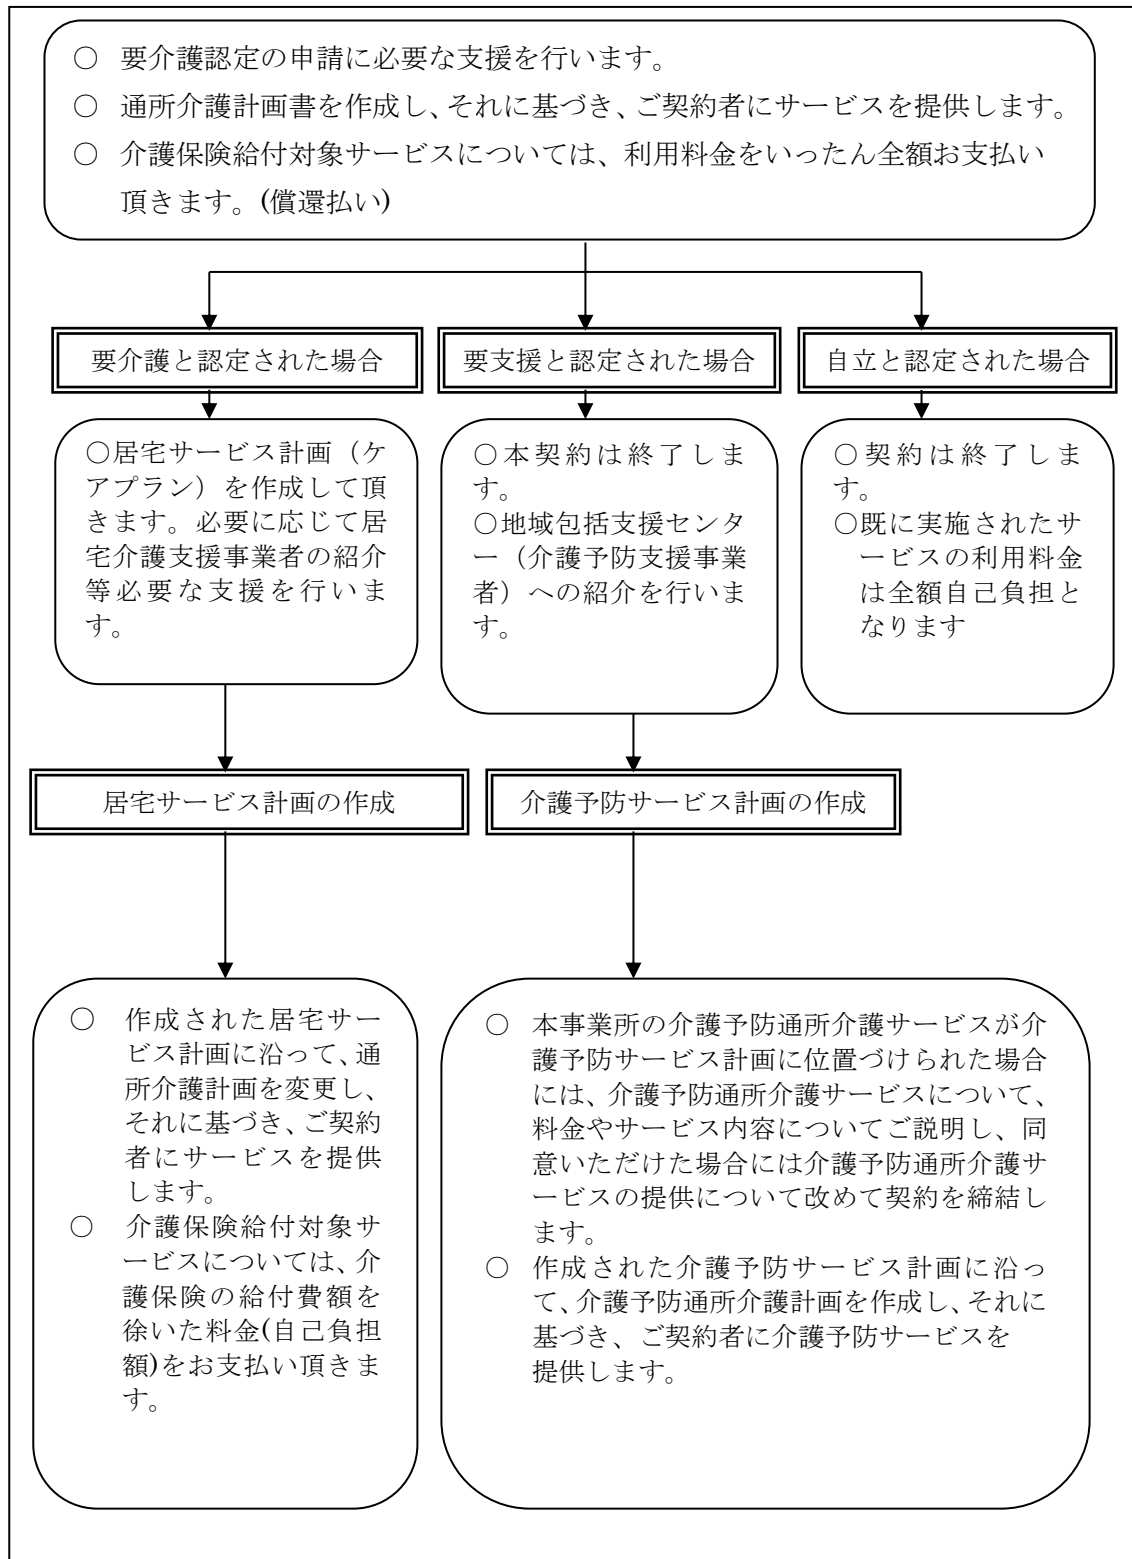 ○ 要介護認定の申請に必要な支援を行います。
○ 通所介護計画書を作成し、それに基づき、ご契約者にサービスを提供します。
○ 介護保険給付対象サービスについては、利用料金をいったん全額お支払い
頂きます。(償還払い)
要介護と認定された場合
要支援と認定された場合
自立と認定された場合
○居宅サービス計画（ケ
アプラン）を作成して頂
きます。必要に応じて居
宅介護支援事業者の紹介
等必要な支援を行いま
す。
○本契約は終了しま
す。
○地域包括支援センタ
ー（介護予防支援事業
者）への紹介を行いま
す。
○契約は終了しま
す。
○既に実施されたサ
ービスの利用料金
は全額自己負担と
なります
居宅サービス計画の作成
介護予防サービス計画の作成
○ 作成された居宅サー
ビス計画に沿って、通
所介護計画を変更し、
それに基づき、ご契約
者にサービスを提供
します。
○ 介護保険給付対象サ
ービスについては、介
護保険の給付費額を
徐いた料金(自己負担
額)をお支払い頂きま
す。
○ 本事業所の介護予防通所介護サービスが介
護予防サービス計画に位置づけられた場合
には、介護予防通所介護サービスについて、
料金やサービス内容についてご説明し、同
意いただけた場合には介護予防通所介護サ
ービスの提供について改めて契約を締結し
ます。
○ 作成された介護予防サービス計画に沿っ
て、介護予防通所介護計画を作成し、それに
基づき、ご契約者に介護予防サービスを
提供します。